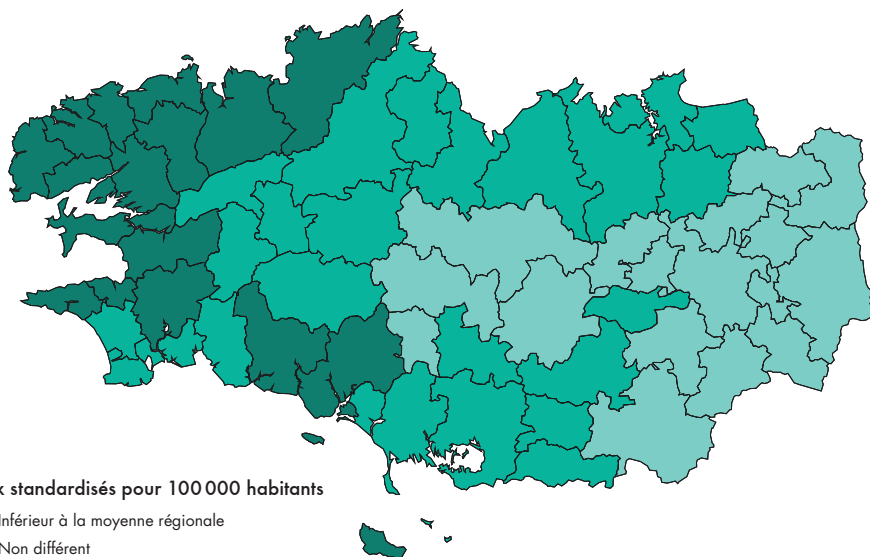 standardisés pour 100 000 habitants
Inférieur à la moyenne régionale
Non différent